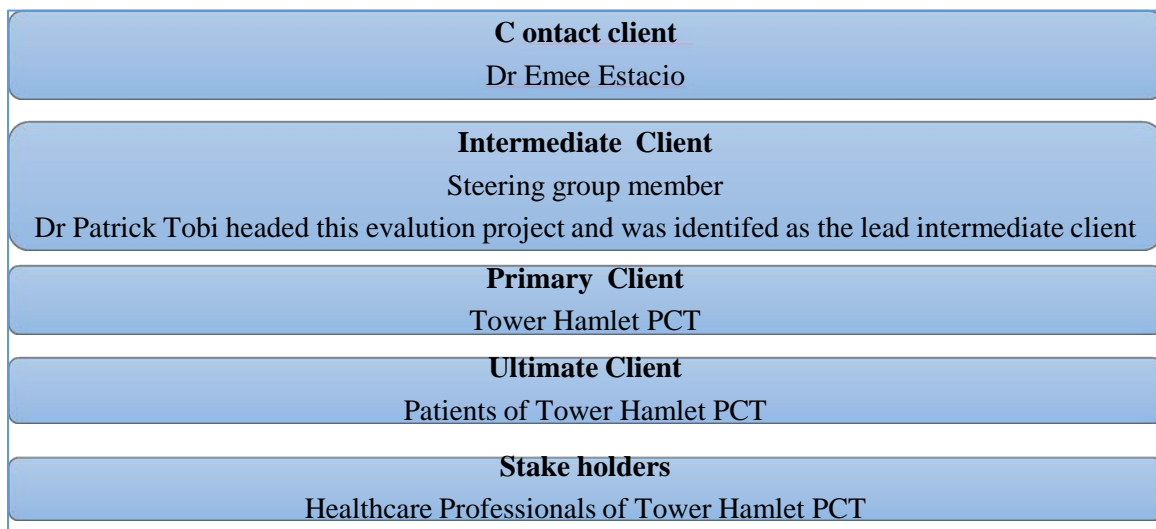 C ontact client
Dr Emee Estacio
Intermediate Client
Steering group member
Dr Patrick Tobi headed this evalution project and was identifed as the lead intermediate client
Primary Client
Tower Hamlet PCT
Ultimate Client
Patients of Tower Hamlet PCT
Stake holders
Healthcare Professionals of Tower Hamlet PCT